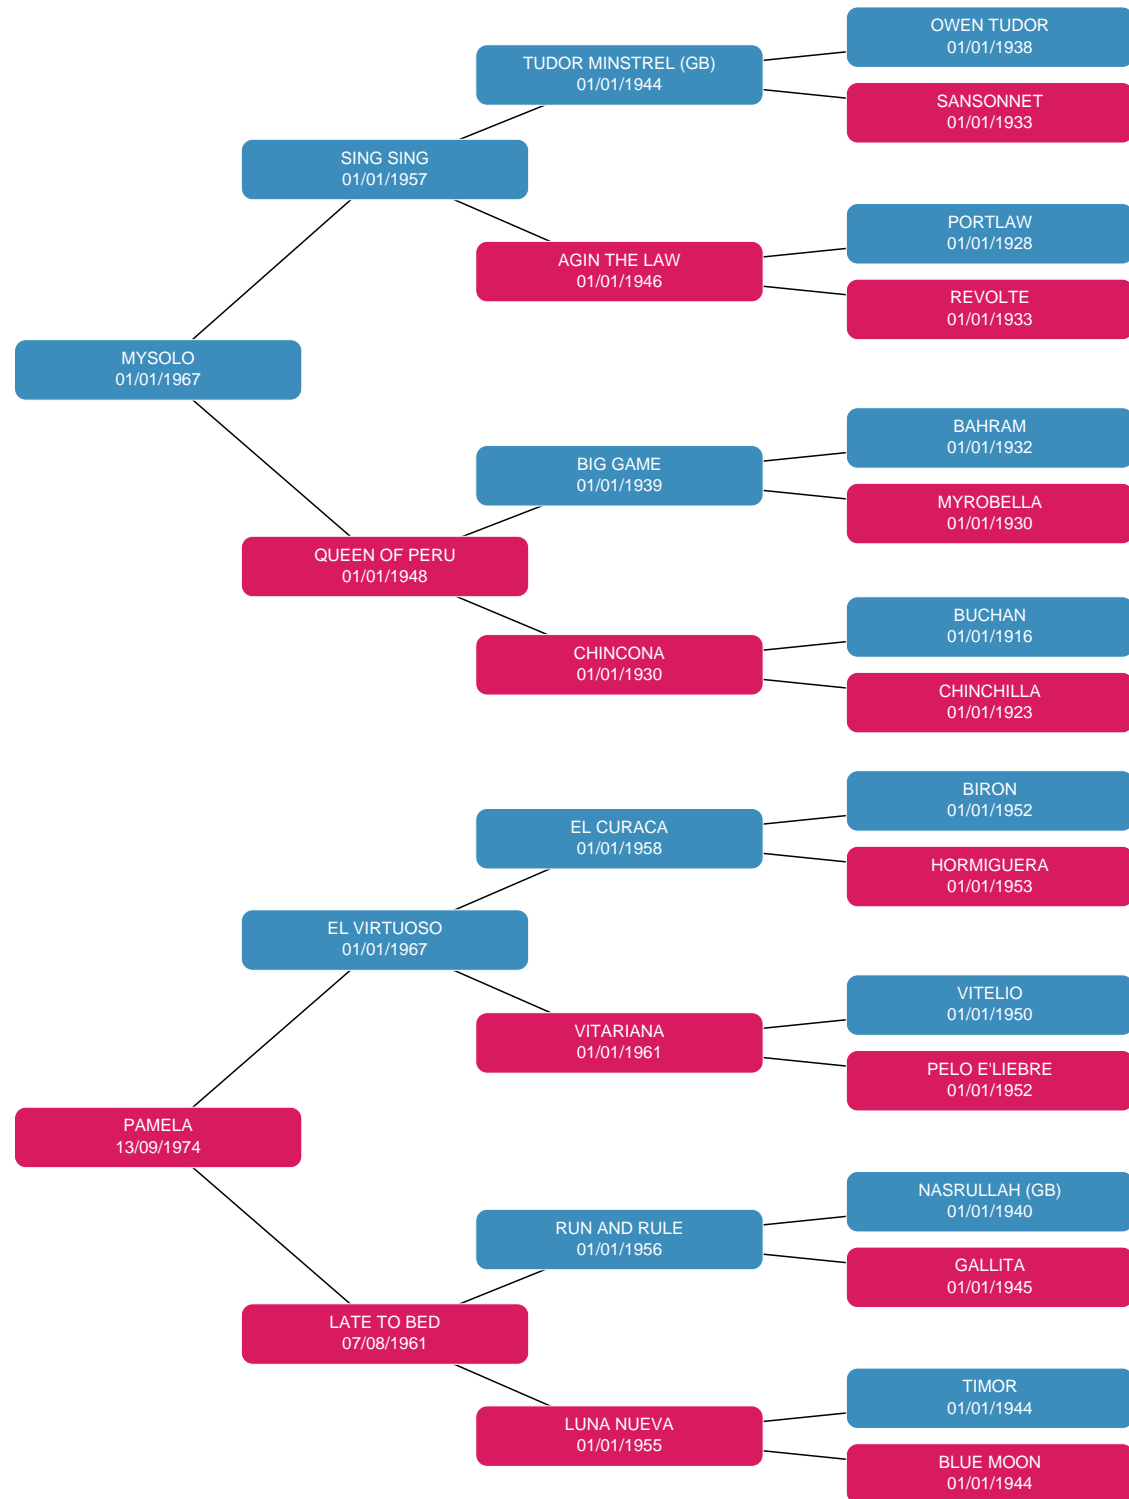 OWEN TUDOR
01/01/1938
TUDOR MINSTREL (GB)
01/01/1944
SANSONNET
01/01/1933
SING SING
01/01/1957
PORTLAW
01/01/1928
AGIN THE LAW
01/01/1946
REVOLTE
01/01/1933
MYSOLO
01/01/1967
BAHRAM
01/01/1932
BIG GAME
01/01/1939
MYROBELLA
01/01/1930
QUEEN OF PERU
01/01/1948
BUCHAN
01/01/1916
CHINCONA
01/01/1930
CHINCHILLA
01/01/1923
BIRON
01/01/1952
EL CURACA
01/01/1958
HORMIGUERA
01/01/1953
EL VIRTUOSO
01/01/1967
VITELIO
01/01/1950
VITARIANA
01/01/1961
PELO E'LIEBRE
01/01/1952
PAMELA
13/09/1974
NASRULLAH (GB)
01/01/1940
RUN AND RULE
01/01/1956
GALLITA
01/01/1945
LATE TO BED
07/08/1961
TIMOR
01/01/1944
LUNA NUEVA
01/01/1955
BLUE MOON
01/01/1944